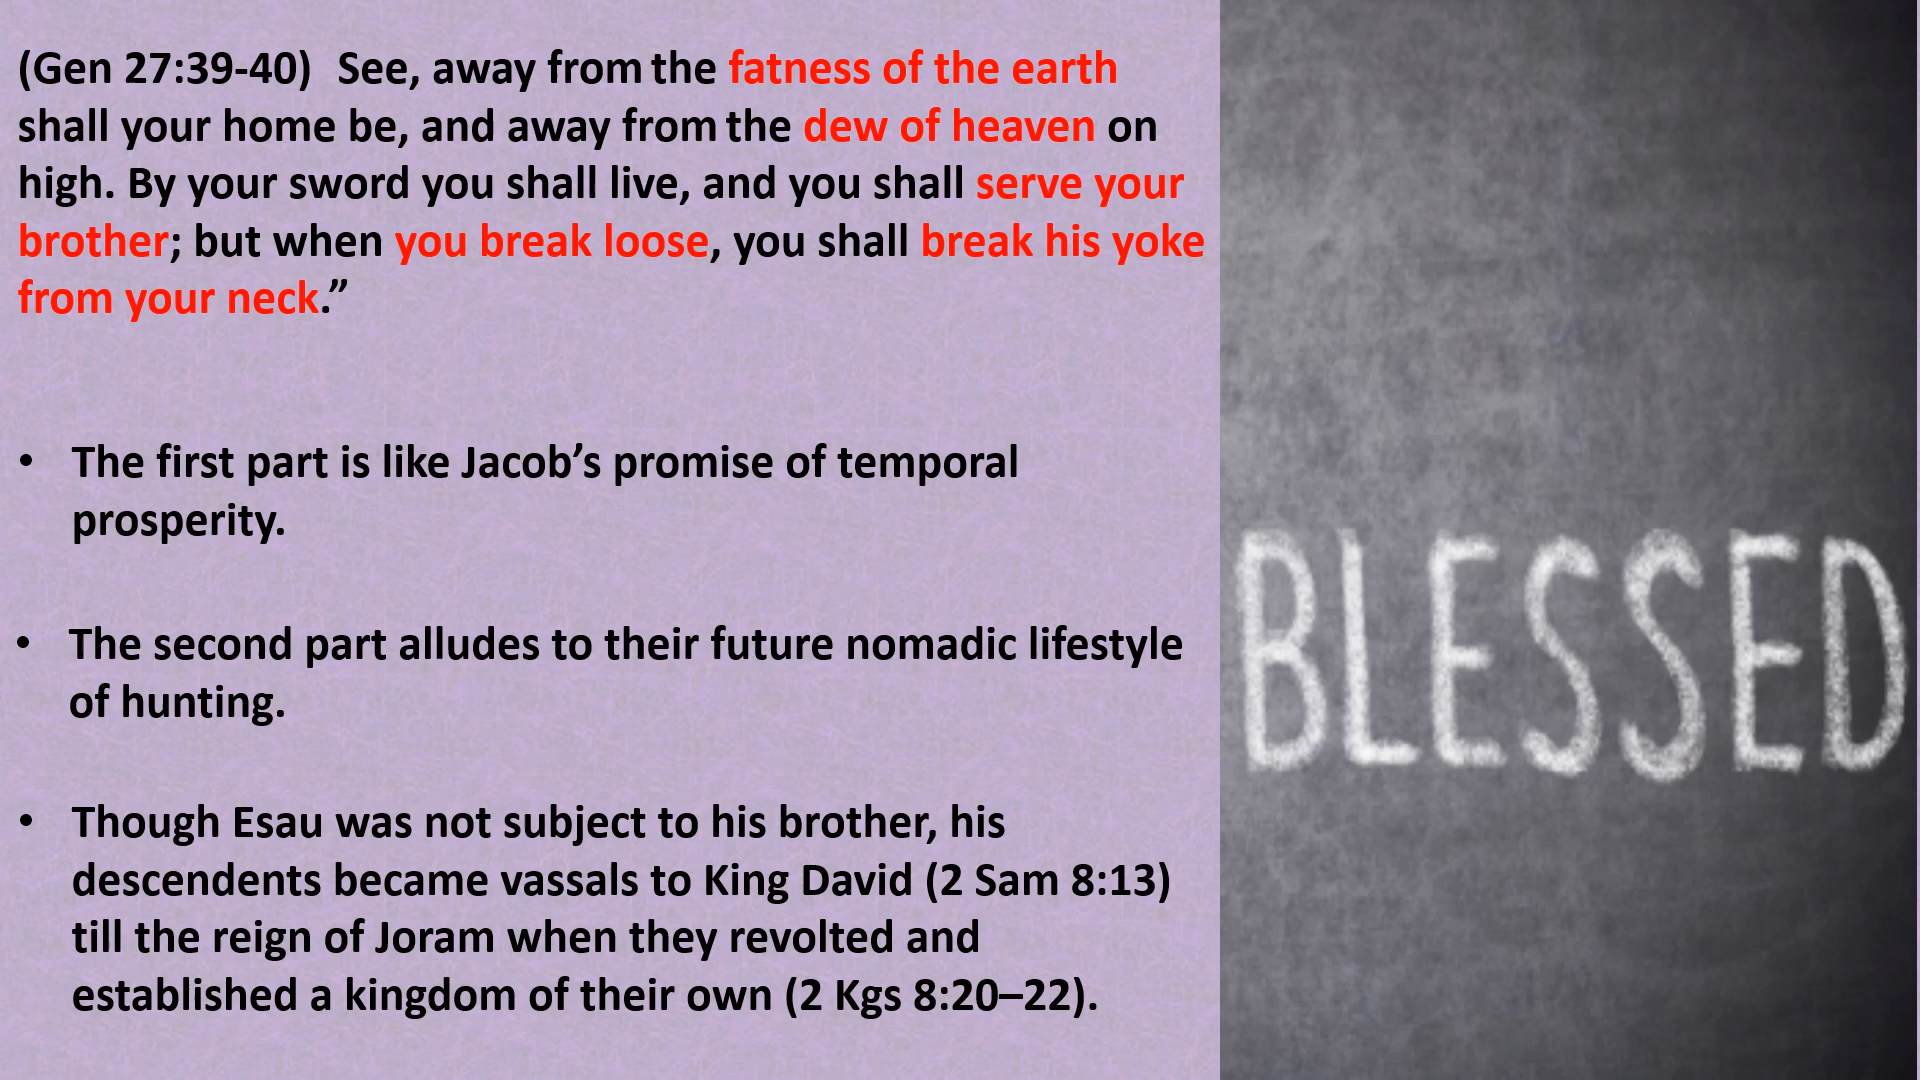 (Gen 27:39-40)  See, away from the fatness of the earth
shall your home be, and away from the dew of heaven on
high. By your sword you shall live, and you shall serve your
brother; but when you break loose, you shall break his yoke
from your neck.”
• The first part is like Jacob’s promise of temporal
prosperity.
• The second part alludes to their future nomadic lifestyle
of hunting.
• Though Esau was not subject to his brother, his
descendents became vassals to King David (2 Sam 8:13)
till the reign of Joram when they revolted and
established a kingdom of their own (2 Kgs 8:20–22).
BLESSED